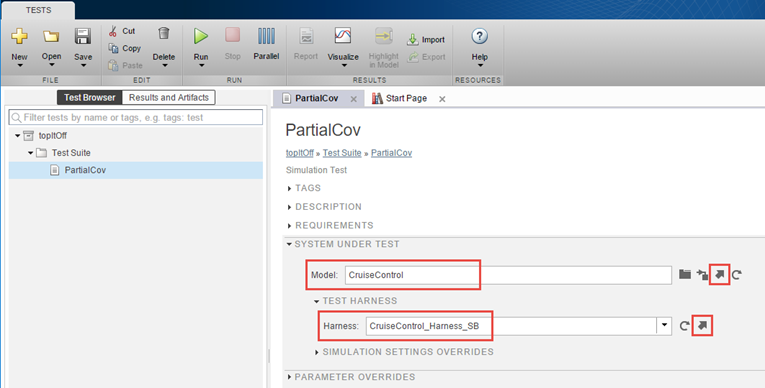 TESTS
New Open Save Cut Copy Paste Delete Run Stop Parallel Report Visualize Highlight in Model Import Export Help
FILE EDIT RUN RESULTS RESOURCES
Test Browser Results and Artifacts
Filter tests by name or tags, e.g. tags: test
topItOff
Test Suite
PartialCov
PartialCov Start Page
PartialCov
topItOff » Test Suite » PartialCov
Simulation Test
TAGS
DESCRIPTION
REQUIREMENTS
SYSTEM UNDER TEST
Model: CruiseControl
TEST HARNESS
Harness: CruiseControl_Harness_SB
SIMULATION SETTINGS OVERRIDES
PARAMETER OVERRIDES